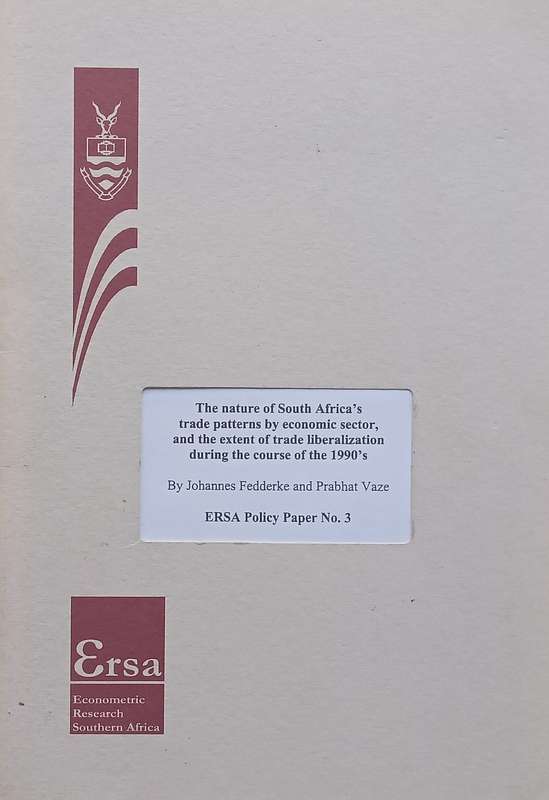 The nature of South Africa's
trade patterns by economic sector,
and the extent of trade liberalization
during the course of the 1990's
By Johannes Fedderke and Prabhat Vaze
ERSA Policy Paper No. 3
Ersa
Econometric
Research
Southern Africa